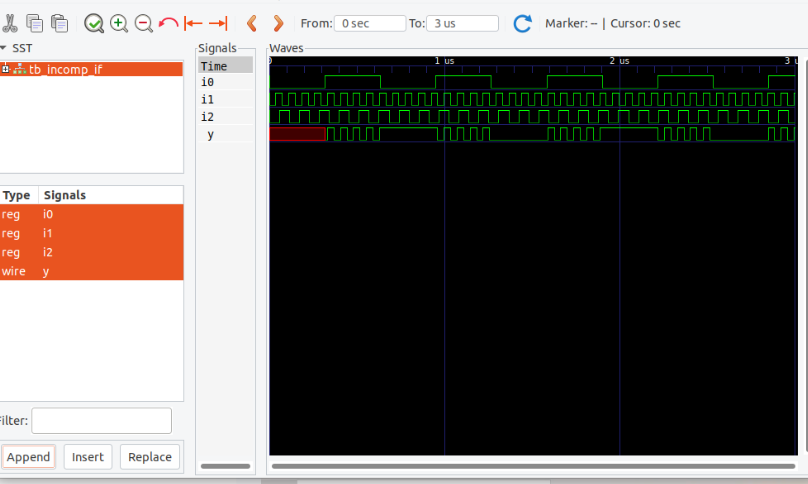 From: 0 sec To: 3 us Marker: -- | Cursor: 0 sec
SST
tb_incomp_if
Type Signals
reg i0
reg i1
reg i2
wire y
Filter:
Append Insert Replace
Signals
Time
i0
i1
i2
y
Waves
0 1 us 2 us 3 u